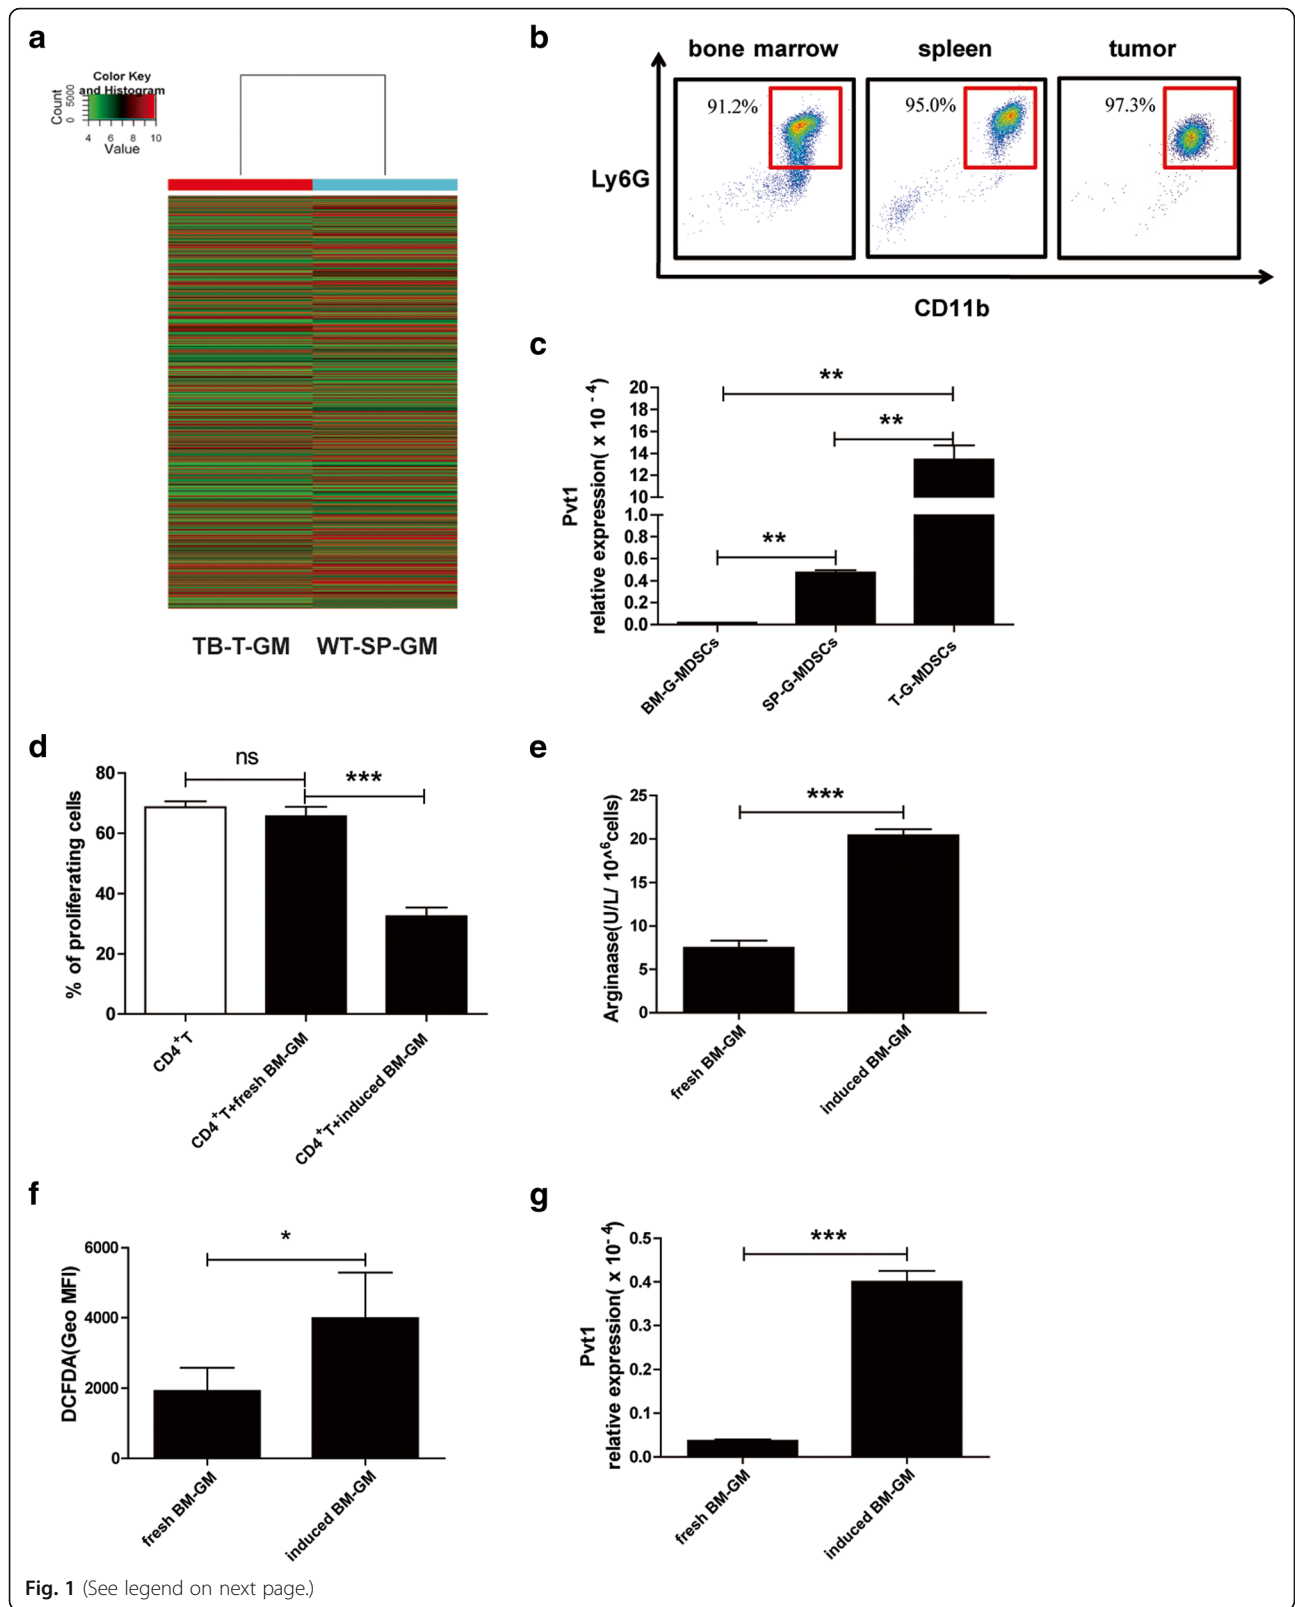 a
Color Key
and Histogram
Count
0 5000
4 6 8 10
Value
TB-T-GM WT-SP-GM
b
bone marrow spleen tumor
91.2% 95.0% 97.3%
Ly6G
CD11b
c
Pvt1
relative expression( x 10 - 4)
20
18
16
14
12
10
1.0
0.8
0.6
0.4
0.2
0.0
**
**
**
BM-G-MDSCs
SP-G-MDSCs
T-G-MDSCs
d
% of proliferating cells
80
60
40
20
0
ns
***
CD4+T
CD4+T+fresh BM-GM
CD4+T+induced BM-GM
e
Arginaase(U/L/ 10^6cells)
25
20
15
10
5
0
***
fresh BM-GM
induced BM-GM
f
DCFDA(Geo MFI)
6000
4000
2000
0
*
fresh BM-GM
induced BM-GM
g
Pvt1
relative expression( x 10- 4)
0.5
0.4
0.3
0.2
0.1
0.0
***
fresh BM-GM
induced BM-GM
Fig. 1 (See legend on next page.)